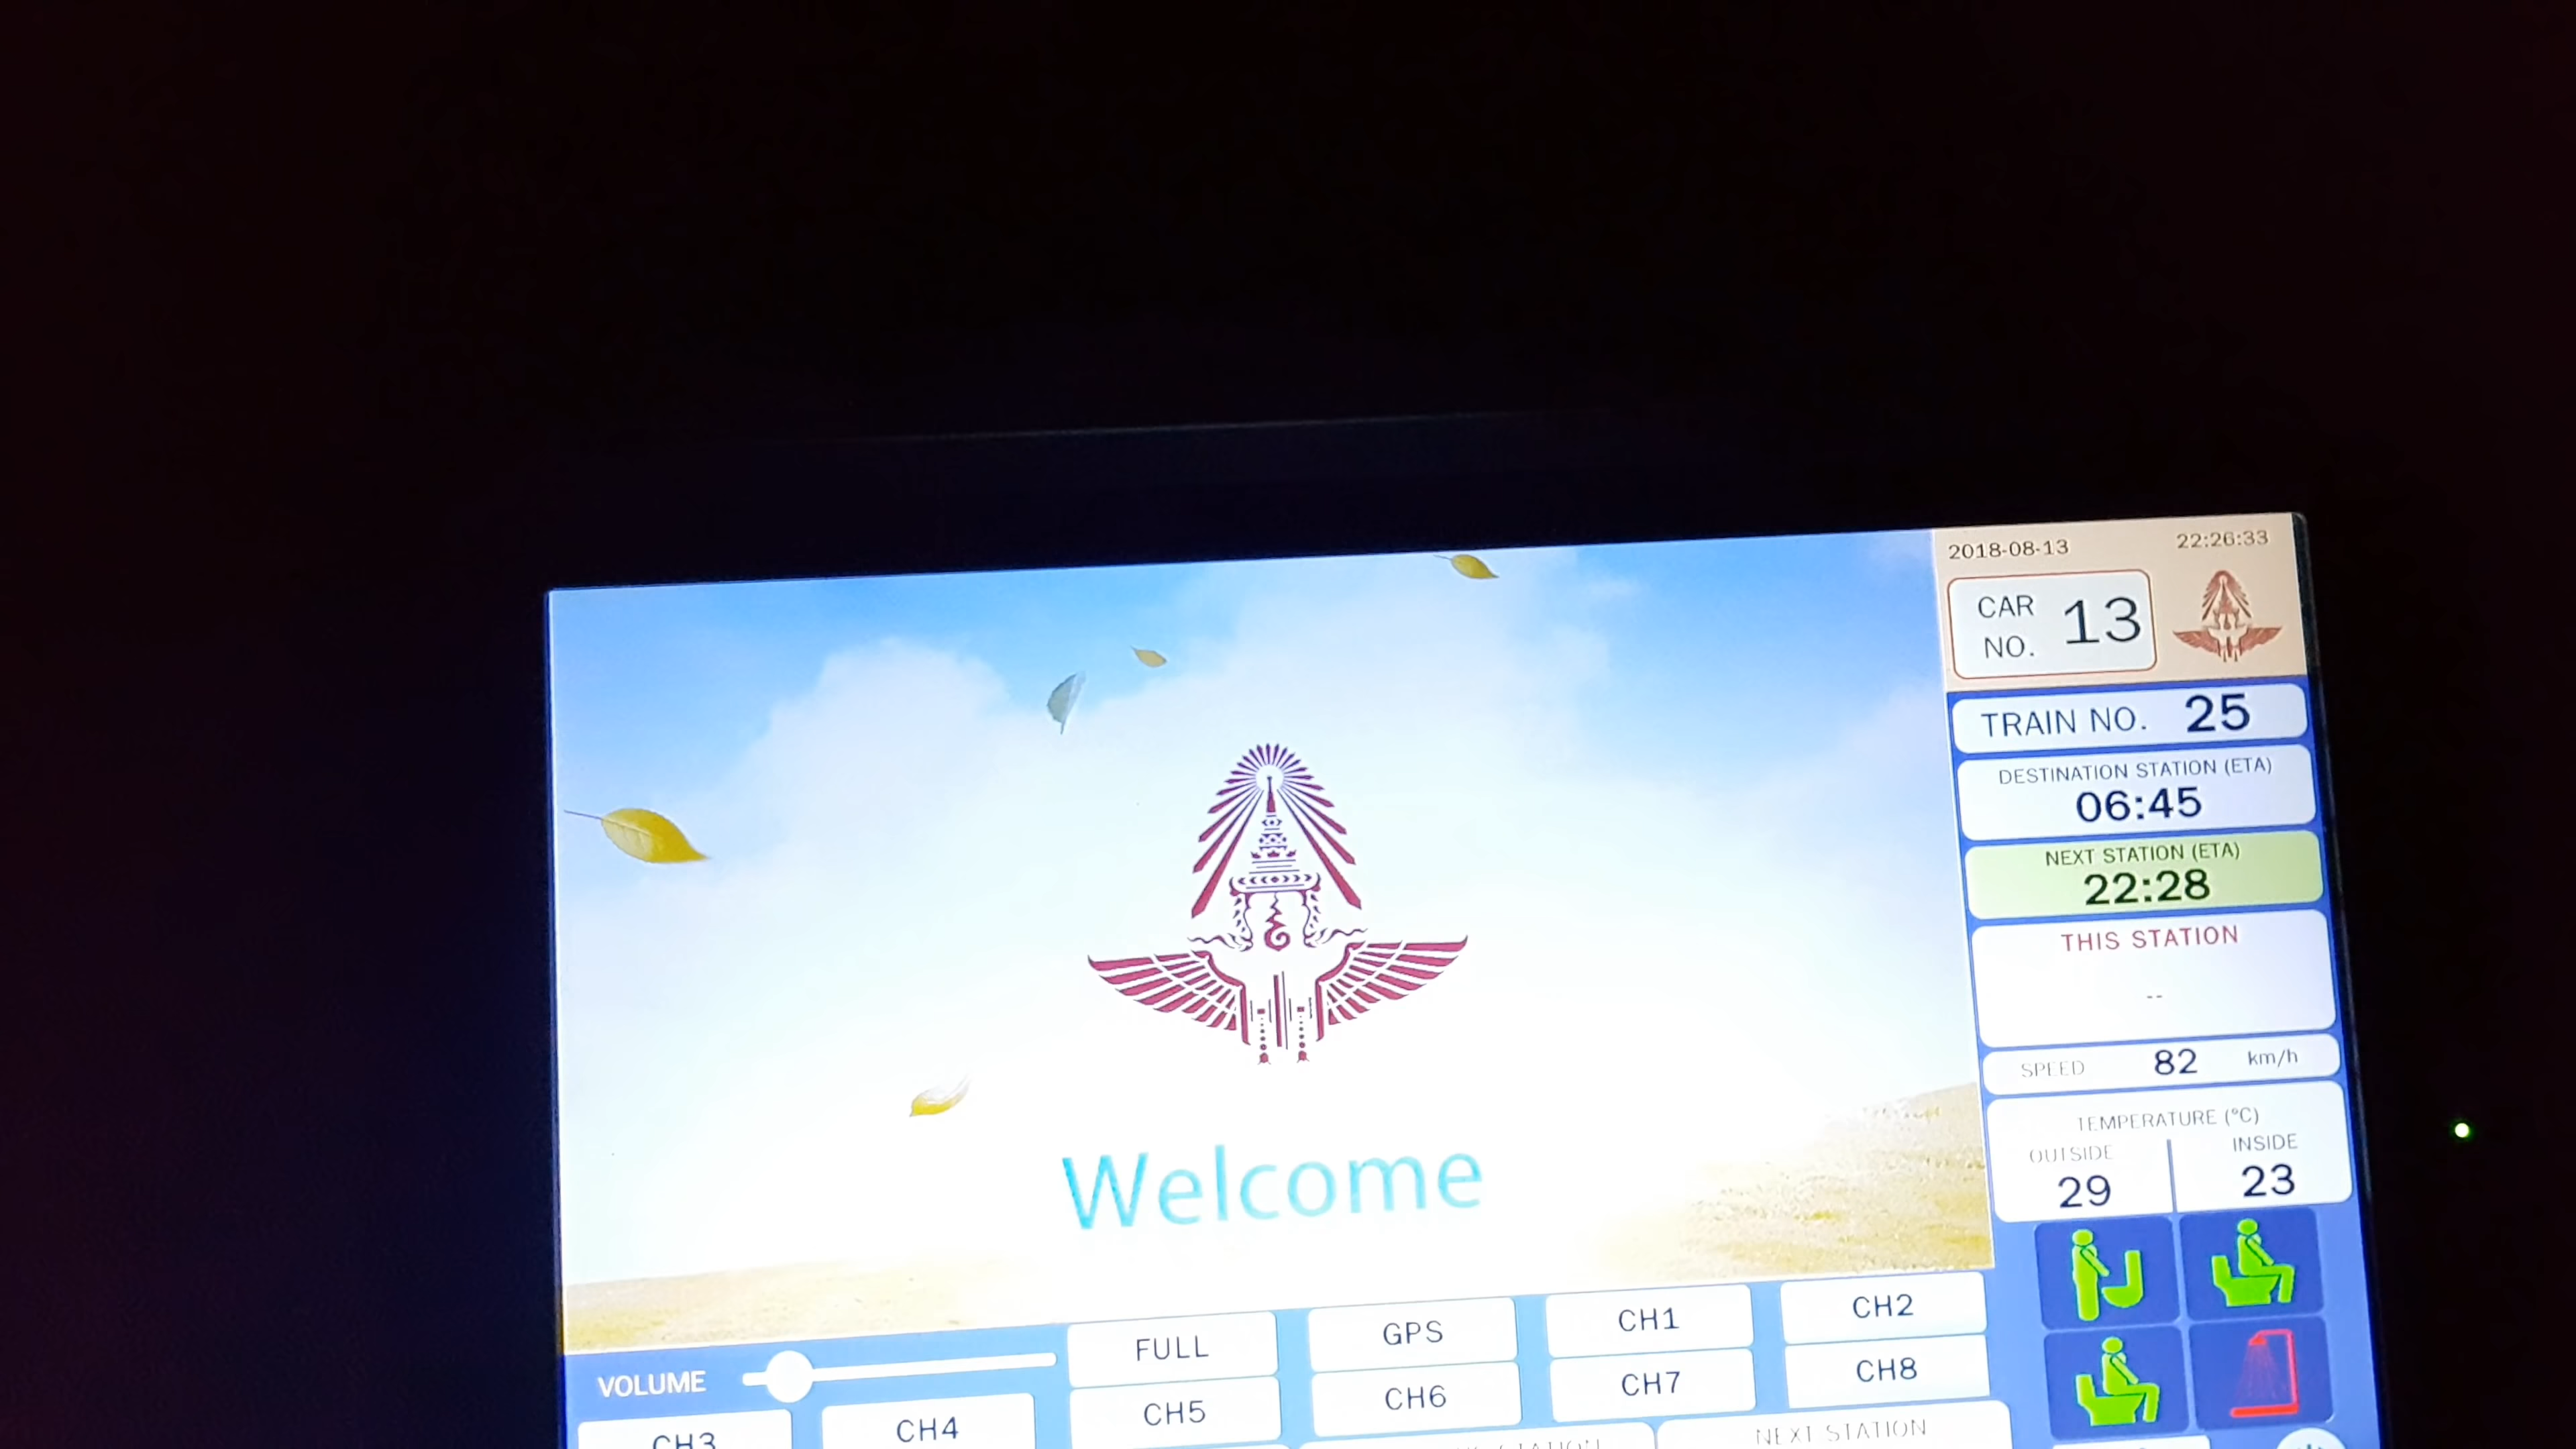 2018-08-13 22:26:33
CAR
NO. 13
TRAIN NO. 25
DESTINATION STATION (ETA)
06:45
NEXT STATION (ETA)
22:28
THIS STATION
--
SPEED 82 km/h
TEMPERATURE (°C)
OUTSIDE INSIDE
29 23
Welcome
VOLUME
FULL GPS CH1 CH2
CH3 CH4 CH5 CH6 CH7 CH8
STATION NEXT STATION